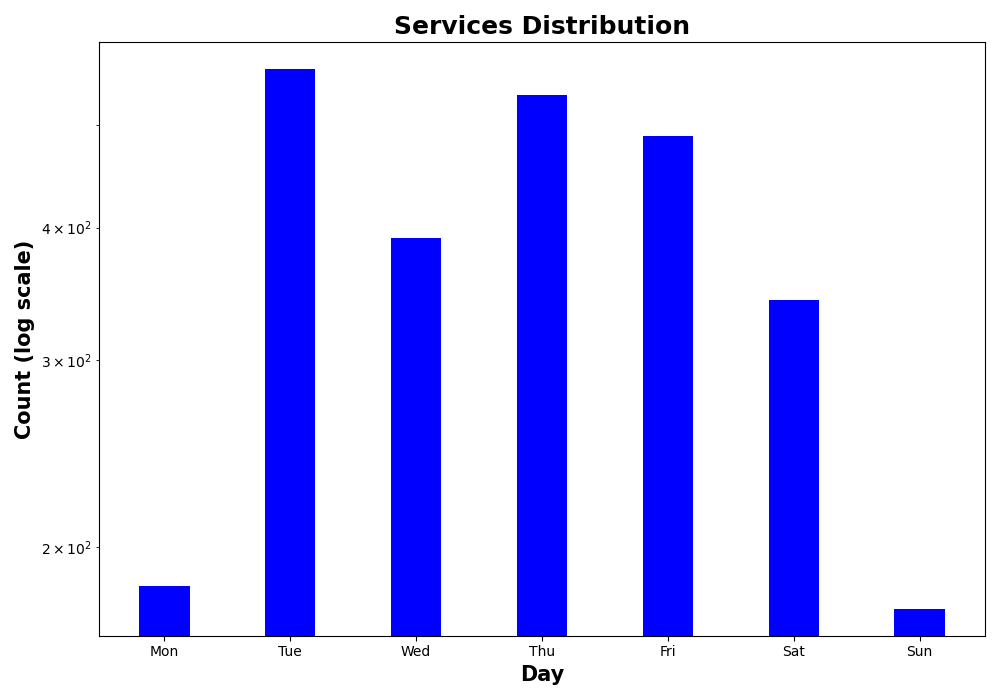 Services Distribution
Count (log scale)
4 × 10²
3 × 10²
2 × 10²
Mon Tue Wed Thu Fri Sat Sun
Day